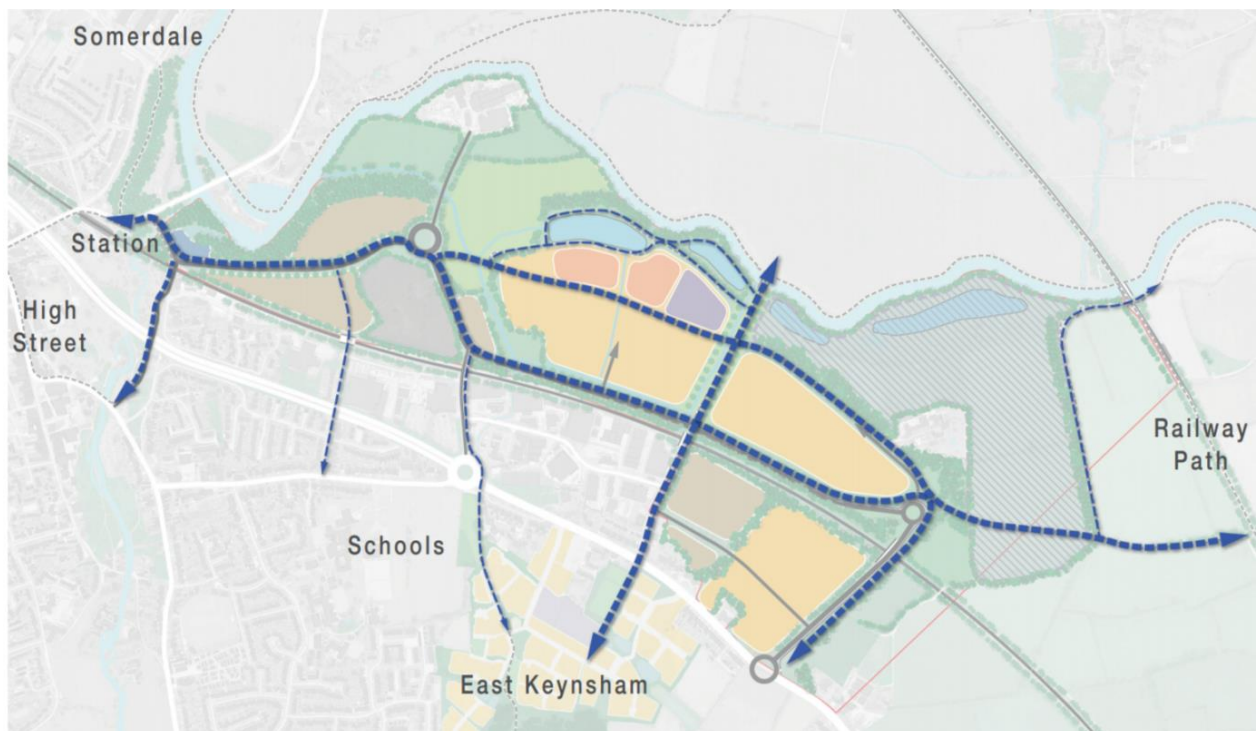 Somerdale
Station
High
Street
Railway
Path
Schools
East Keynsham